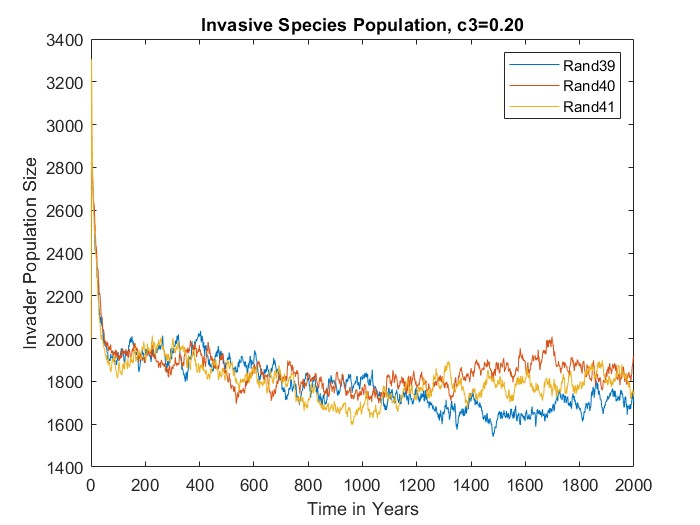 Invasive Species Population, c3=0.20
3400
3200
3000
2800
2600
2400
2200
2000
1800
1600
1400
Invader Population Size
Rand39
Rand40
Rand41
0 200 400 600 800 1000 1200 1400 1600 1800 2000
Time in Years